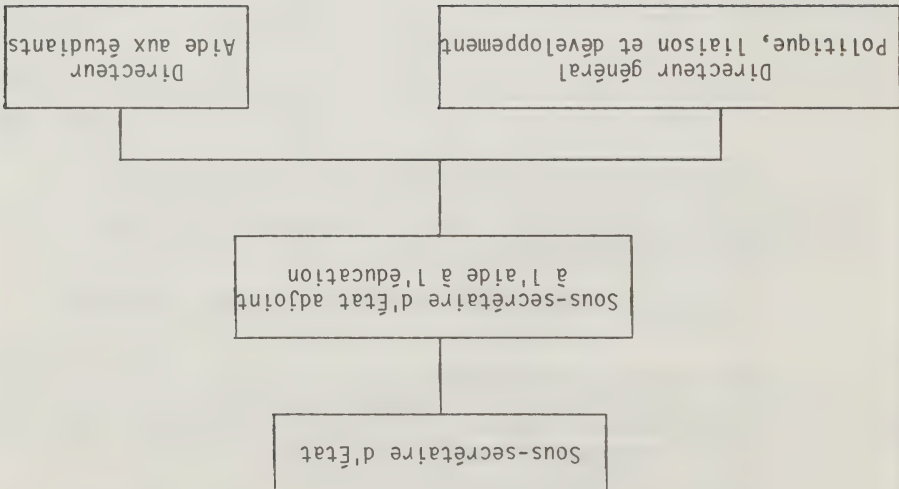 Sous-secrétaire d'État
Sous-secrétaire d'État adjoint
à l'aide à l'éducation
Directeur général
Politique, liaison et développement
Directeur
Aide aux étudiants